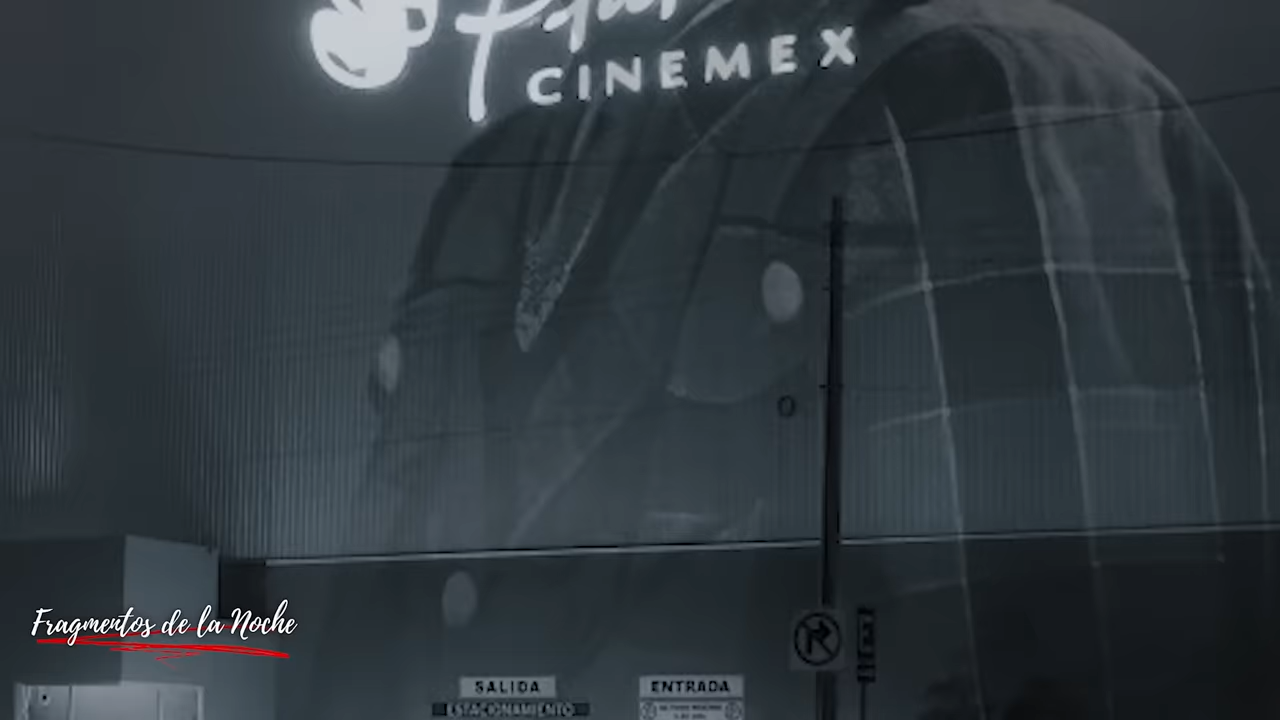 CINEMEX
Fragmentos de la Noche
SALIDA
ENTRADA
ESTACIONAMIENTO